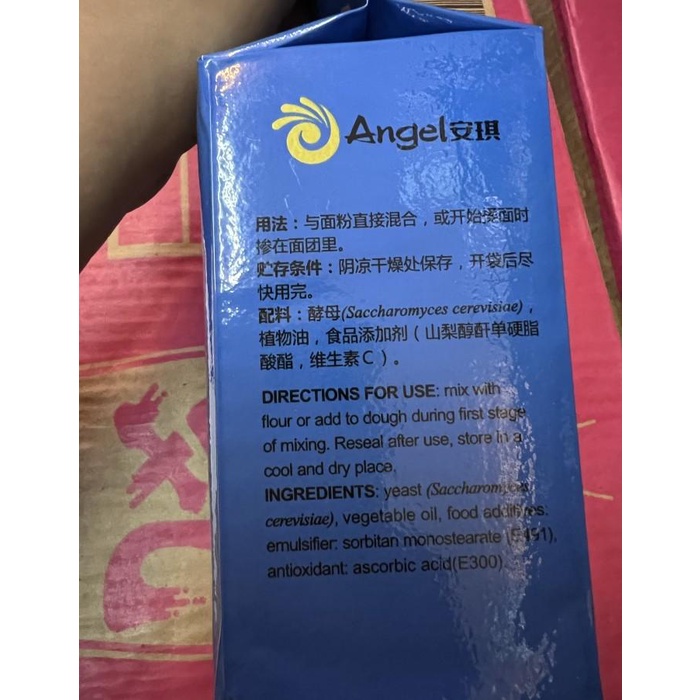 Angel安琪
用法：与面粉直接混合，或开始揉面时
掺在面团里。
贮存条件：阴凉干燥处保存，开袋后尽
快用完。
配料：酵母(Saccharomyces cerevisiae)，
植物油，食品添加剂（山梨醇酐单硬脂
酸酯，维生素C）。
DIRECTIONS FOR USE: mix with
flour or add to dough during first stage
of mixing. Reseal after use, store in a
cool and dry place.
INGREDIENTS: yeast (Saccharomyces
cerevisiae), vegetable oil, food additives:
emulsifier: sorbitan monostearate (E491),
antioxidant: ascorbic acid(E300).